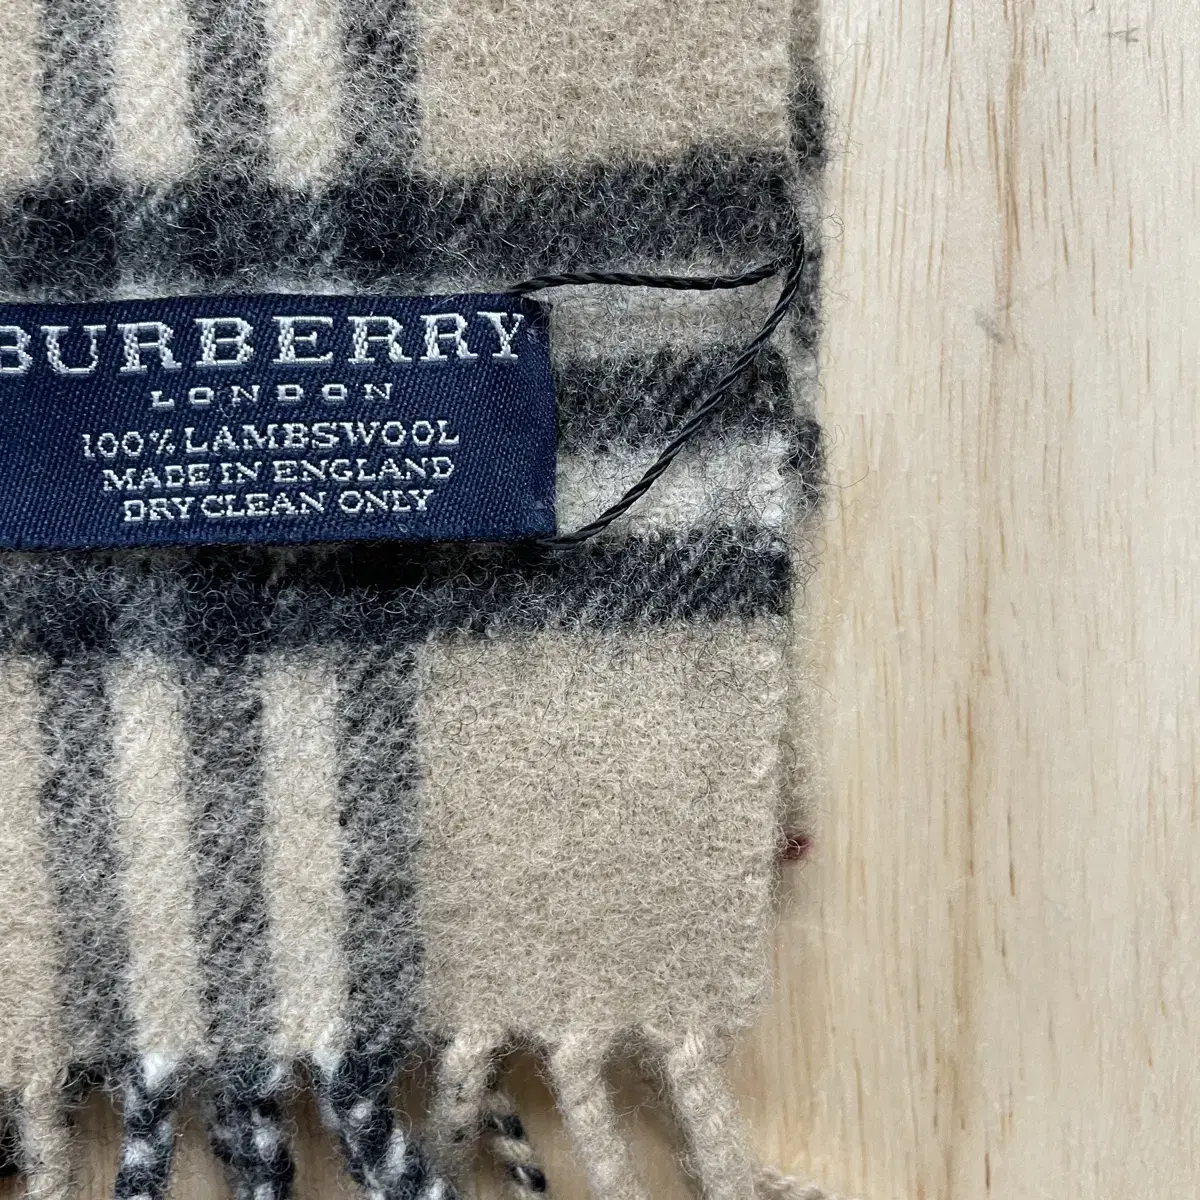 BURBERRY
LONDON
100% LAMBSWOOL
MADE IN ENGLAND
DRY CLEAN ONLY